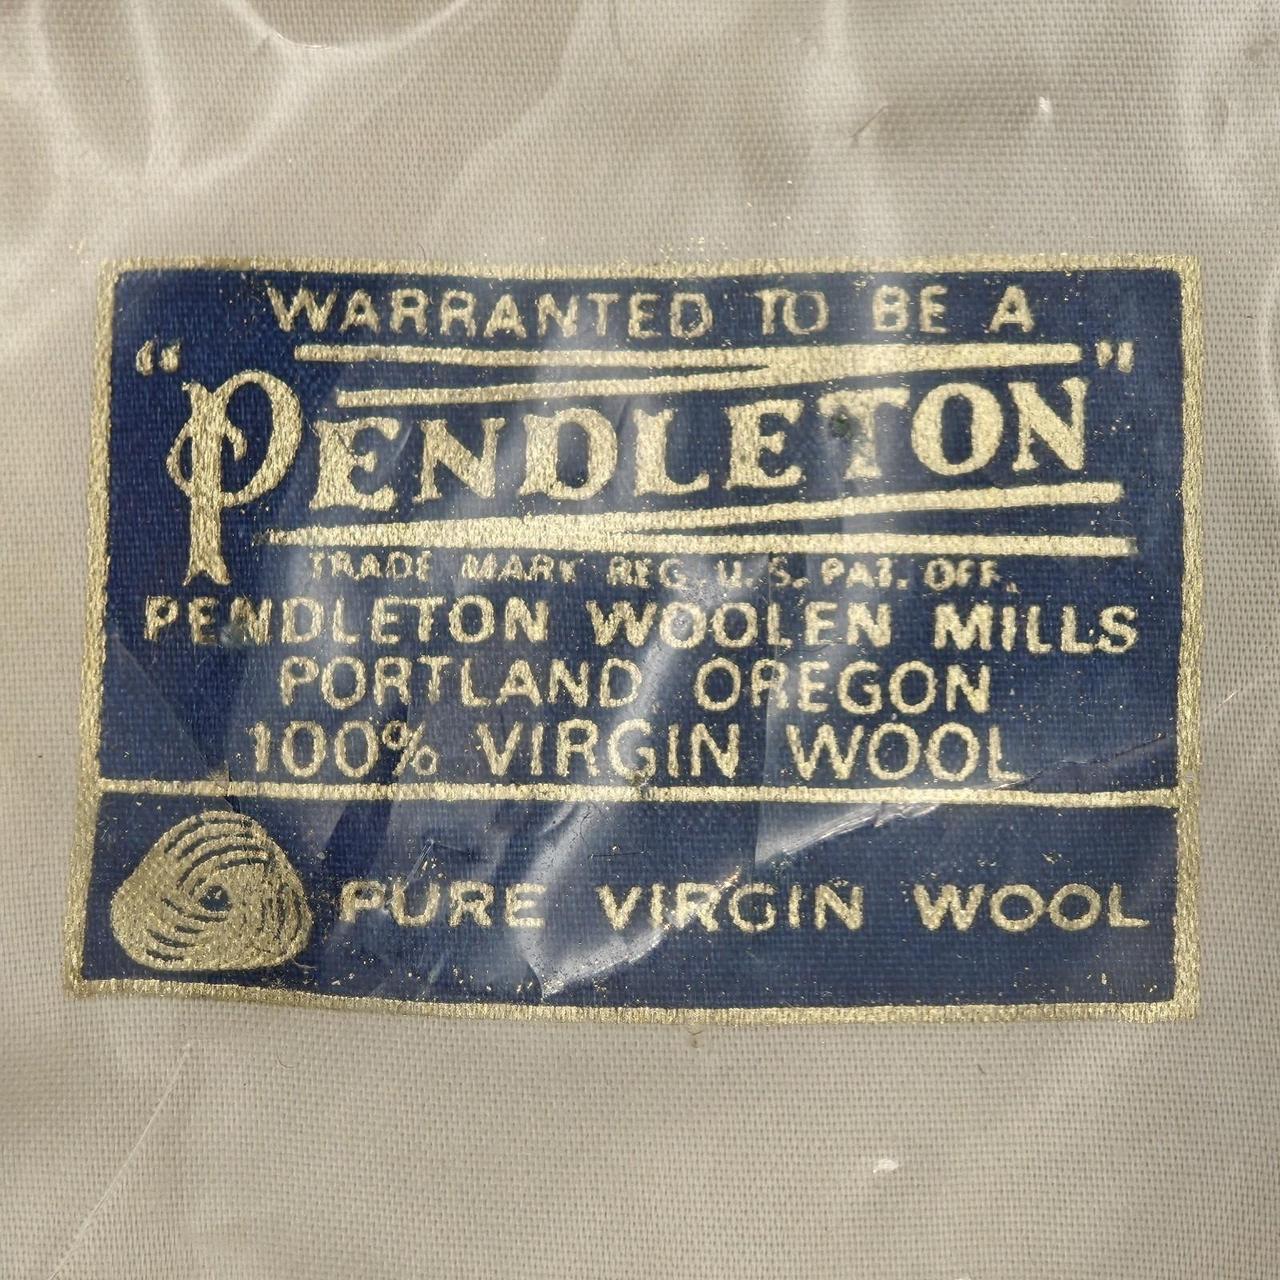 WARRANTED TO BE A
"PENDLETON"
TRADE MARK REG. U.S. PAT. OFF.
PENDLETON WOOLEN MILLS
PORTLAND OREGON
100% VIRGIN WOOL
PURE VIRGIN WOOL